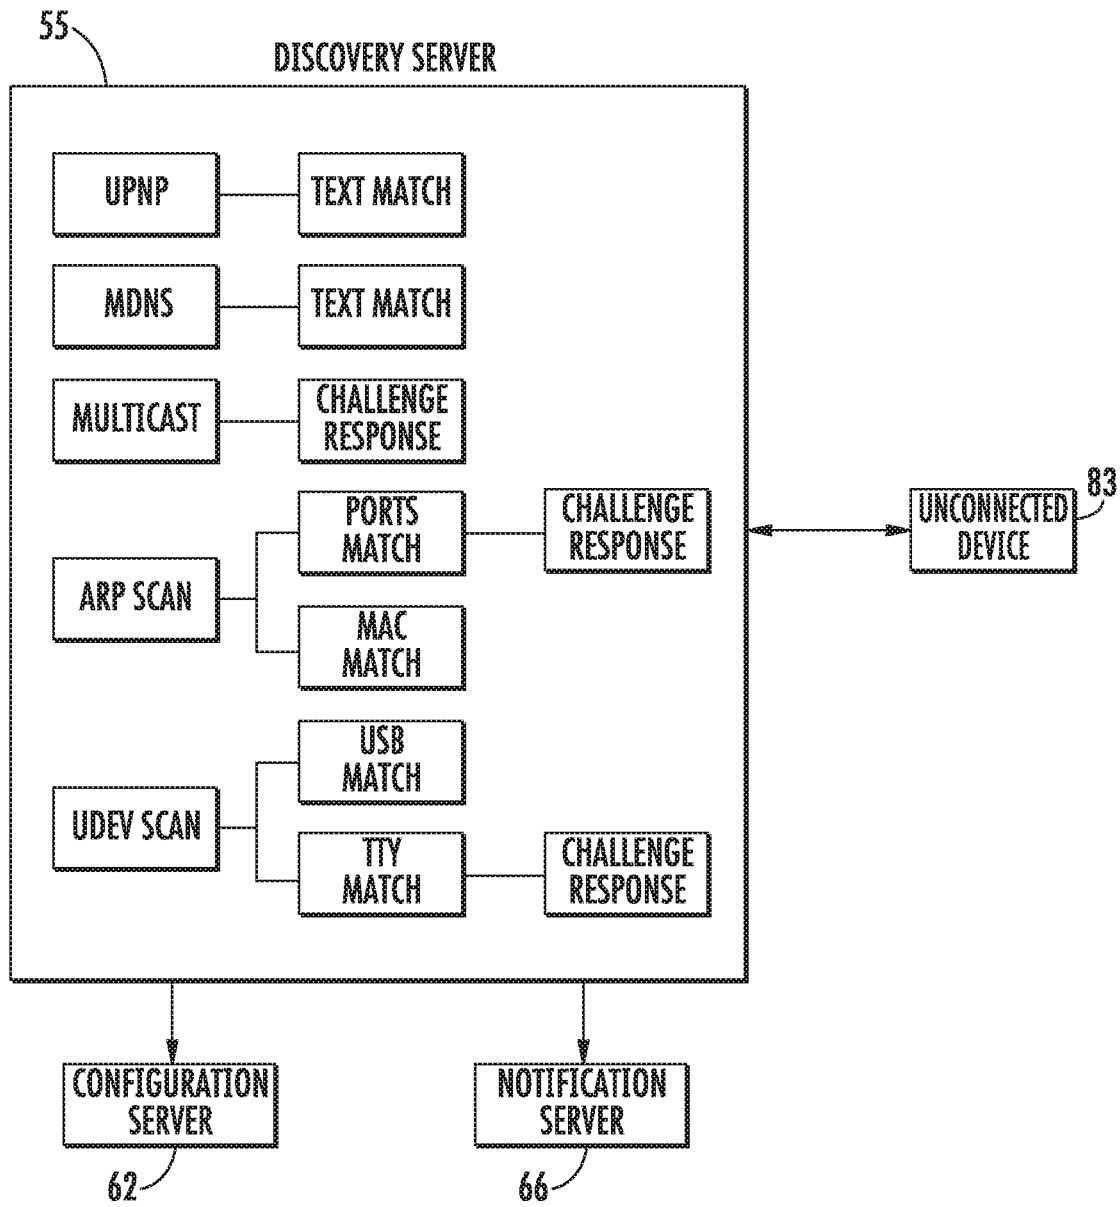 55
DISCOVERY SERVER
UPNP
TEXT MATCH
MDNS
TEXT MATCH
MULTICAST
CHALLENGE
RESPONSE
ARP SCAN
PORTS
MATCH
CHALLENGE
RESPONSE
MAC
MATCH
UDEV SCAN
USB
MATCH
TTY
MATCH
CHALLENGE
RESPONSE
UNCONNECTED
DEVICE
83
CONFIGURATION
SERVER
62
NOTIFICATION
SERVER
66